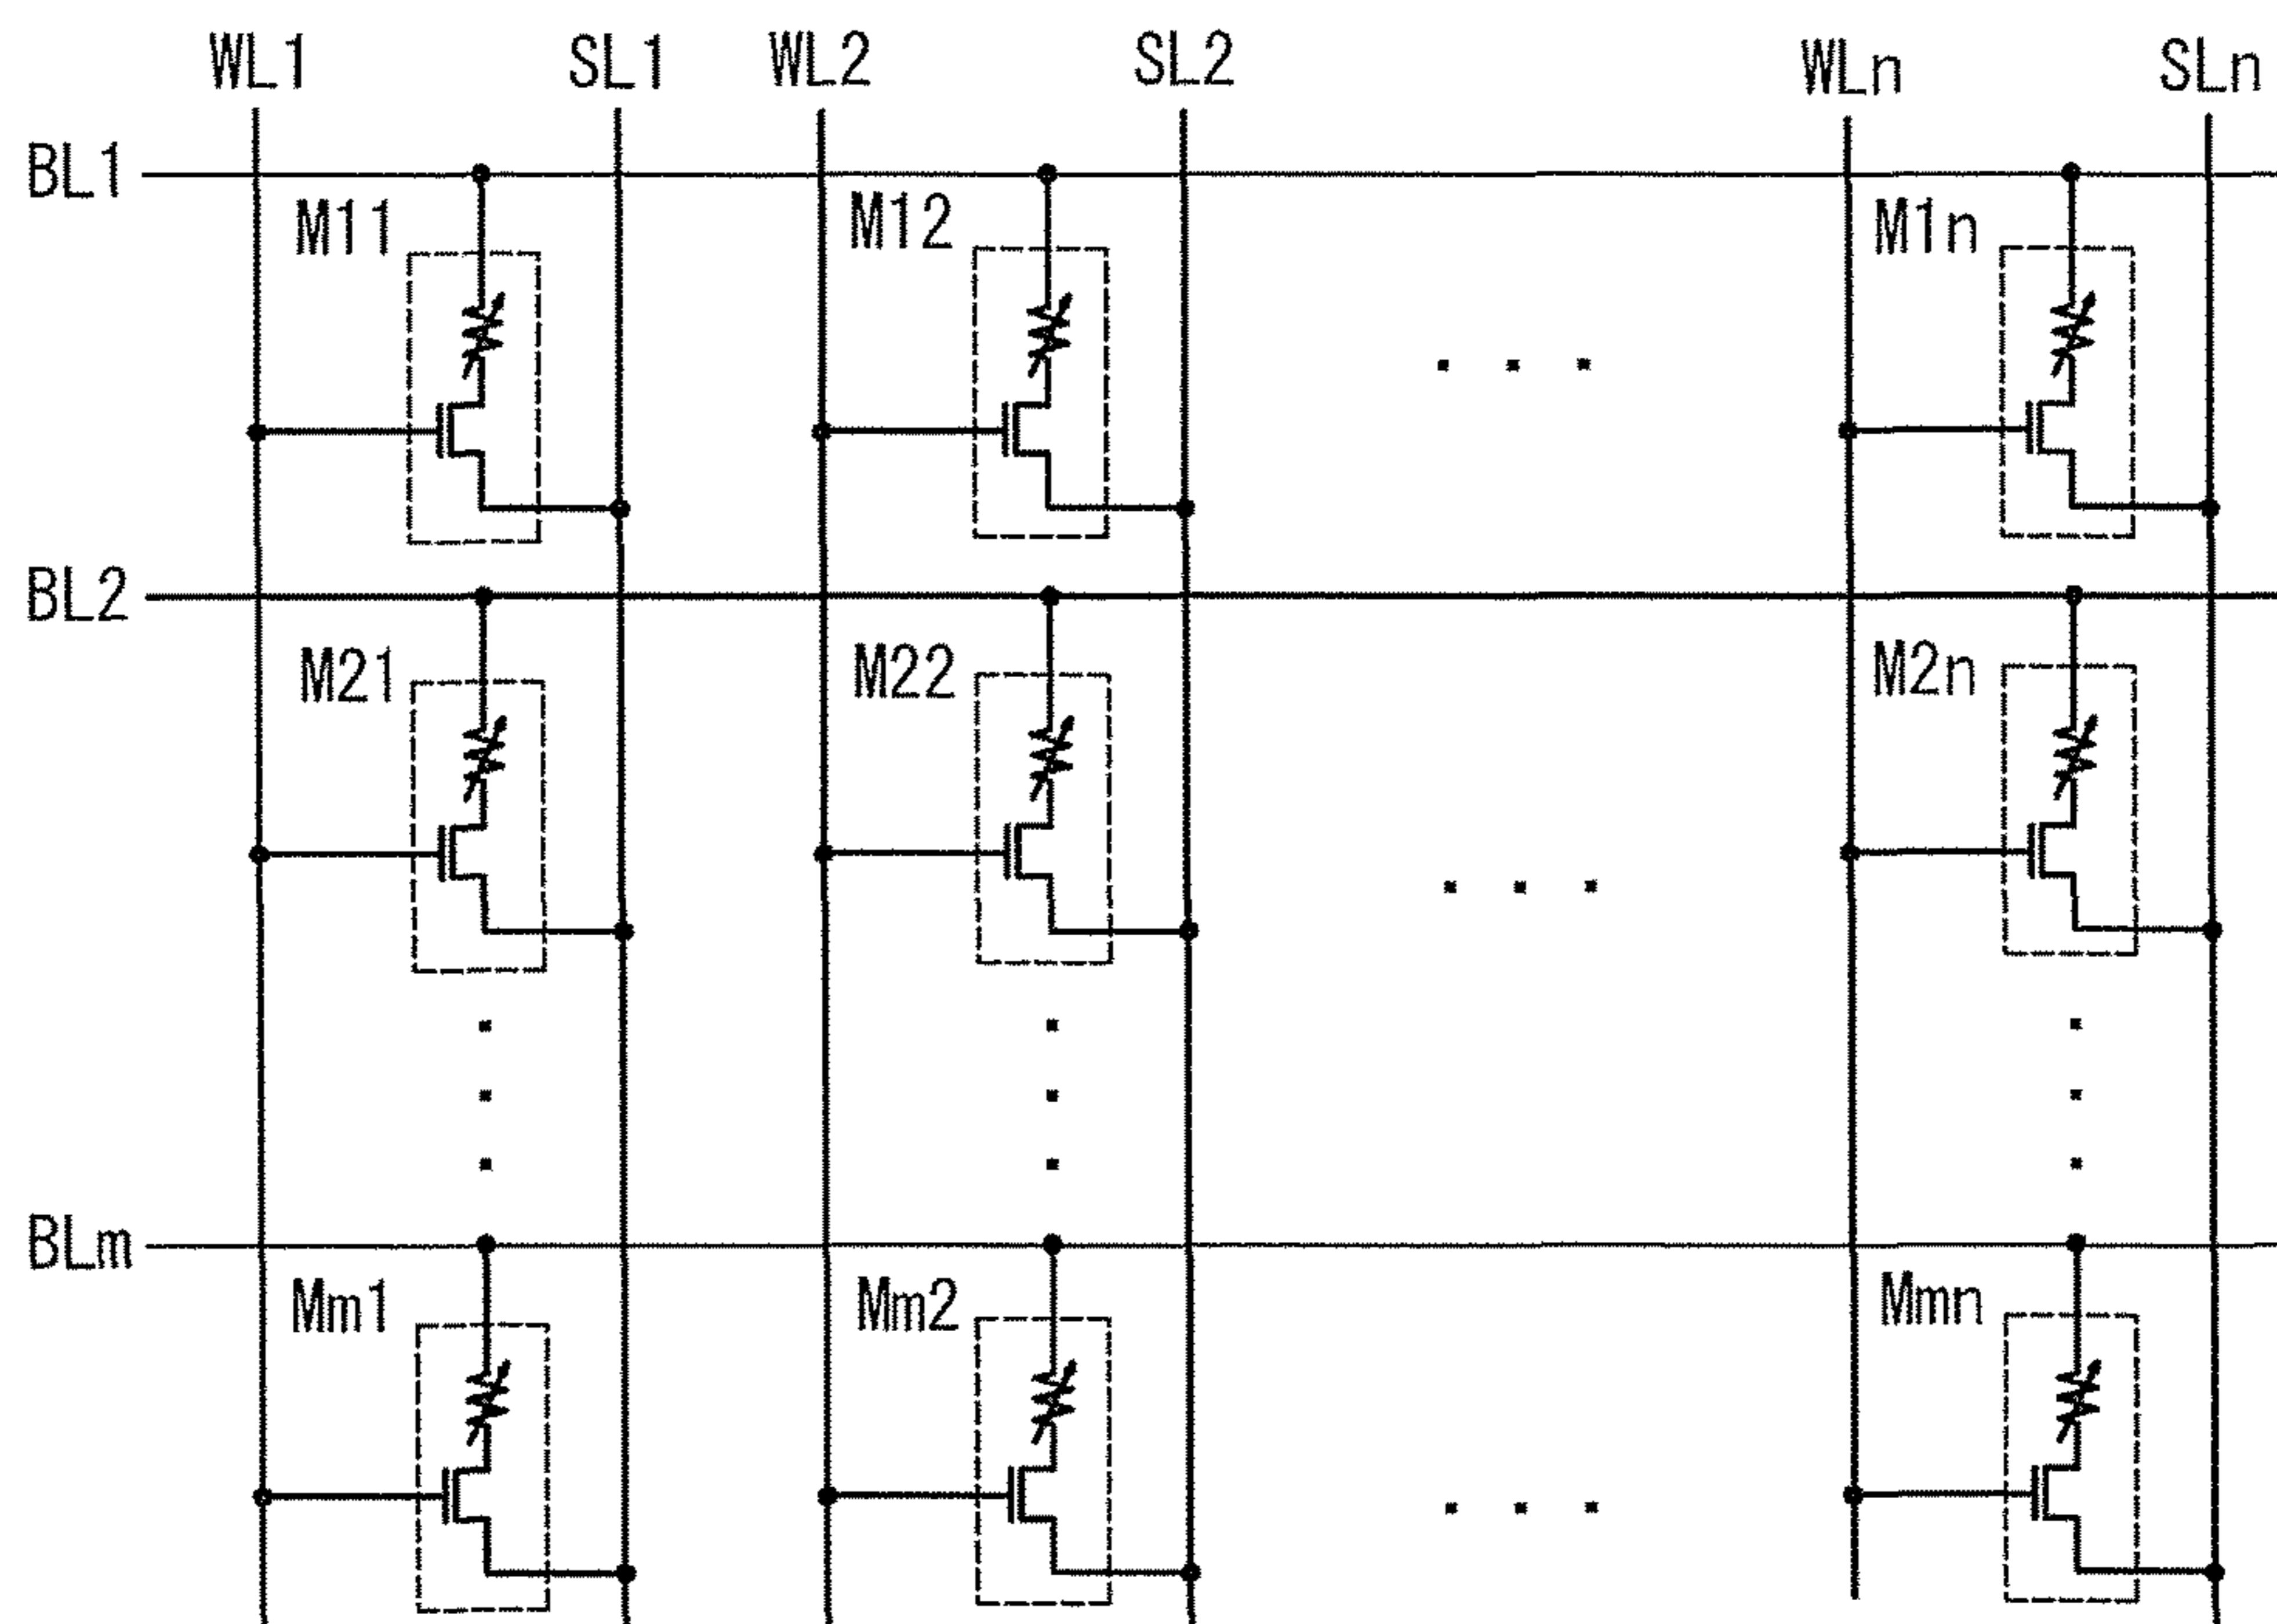 WL1 SL1 WL2 SL2 WLn SLn
BL1
M11 M12 M1n
BL2
M21 M22 M2n
BLm
Mm1 Mm2 Mmn